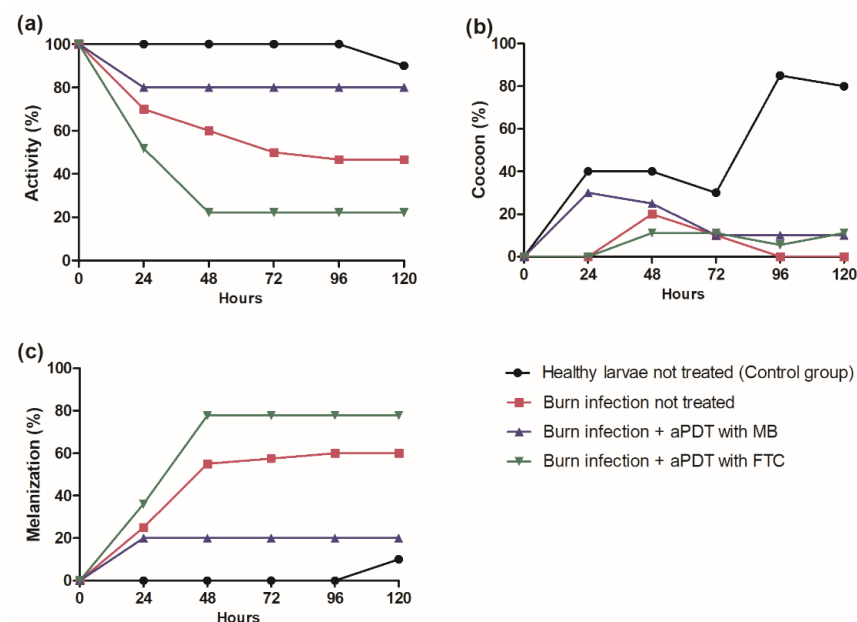 (a)
100
80
60
40
20
0
Activity (%)
0 24 48 72 96 120
Hours
(b)
100
80
60
40
20
0
Cocoon (%)
0 24 48 72 96 120
Hours
(c)
100
80
60
40
20
0
Melanization (%)
0 24 48 72 96 120
Hours
Healthy larvae not treated (Control group)
Burn infection not treated
Burn infection + aPDT with MB
Burn infection + aPDT with FTC